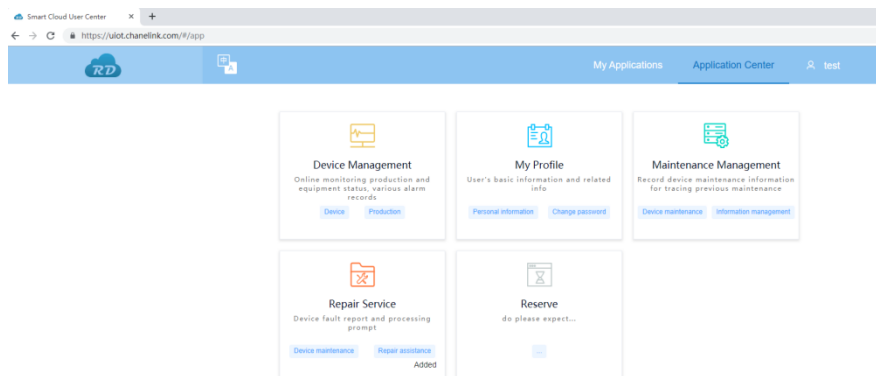 Smart Cloud User Center
https://uiot.chanelink.com/#/app
RD
中
A
My Applications
Application Center
test
Device Management
Online monitoring production and
equipment status, various alarm
records
Device
Production
My Profile
User's basic information and related
info
Personal information
Change password
Maintenance Management
Record device maintenance information
for tracing previous maintenance
Device maintenance
Information management
Repair Service
Device fault report and processing
prompt
Device maintenance
Repair assistance
Added
Reserve
do please expect...
...